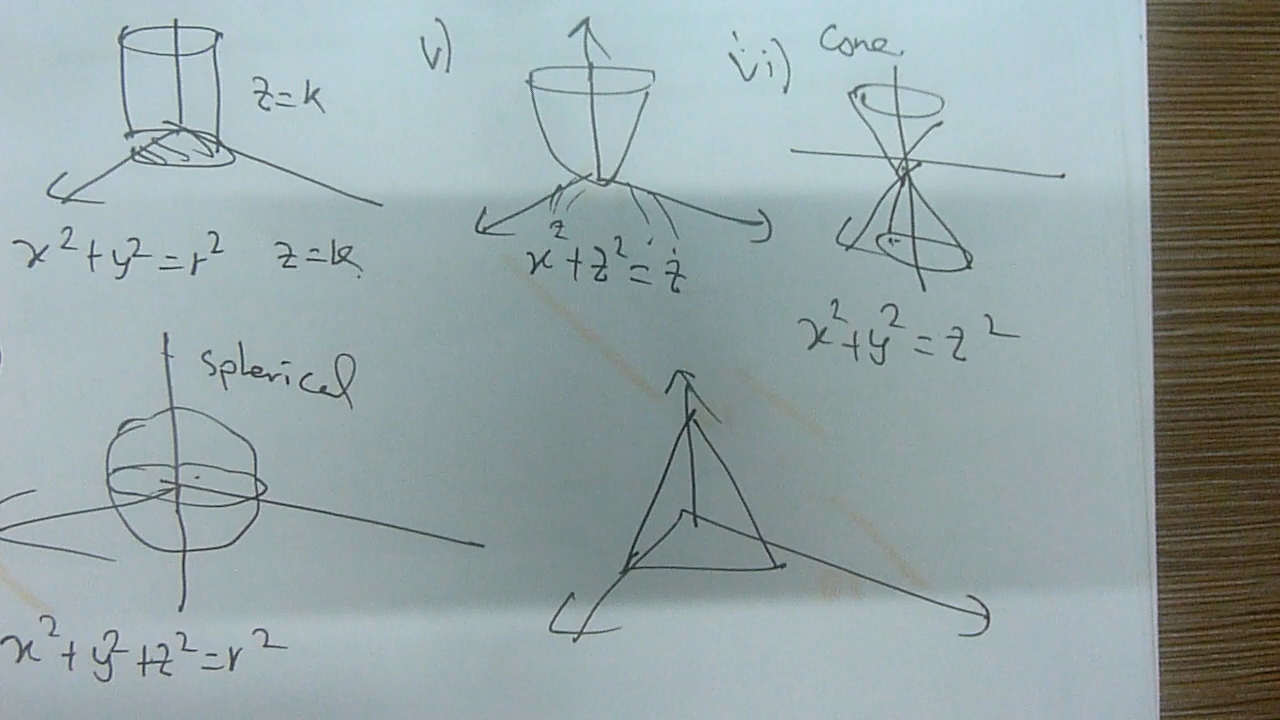 z=k
x²+y²=r² z=k
v)
x²+z²=z
vi) Cone
x²+y²=z²
spherical
x²+y²+z²=r²